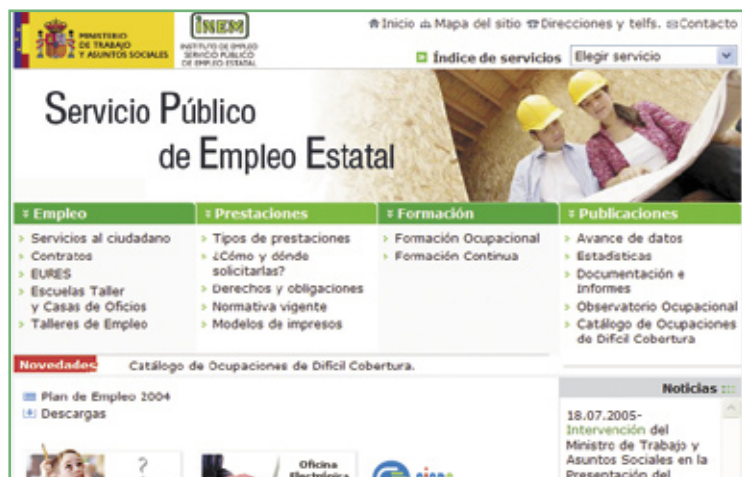 MINISTERIO
DE TRABAJO
Y ASUNTOS SOCIALES
INEM
INSTITUTO DE EMPLEO
SERVICIO PÚBLICO
DE EMPLEO ESTATAL
Inicio Mapa del sitio Direcciones y telfs. Contacto
Índice de servicios Elegir servicio
Servicio Público
de Empleo Estatal
Empleo
Servicios al ciudadano
Contratos
EURES
Escuelas Taller
y Casas de Oficios
Talleres de Empleo
Prestaciones
Tipos de prestaciones
¿Cómo y dónde
solicitarlas?
Derechos y obligaciones
Normativa vigente
Modelos de impresos
Formación
Formación Ocupacional
Formación Continua
Publicaciones
Avance de datos
Estadísticas
Documentación e
Informes
Observatorio Ocupacional
Catálogo de Ocupaciones
de Difícil Cobertura
Novedades Catálogo de Ocupaciones de Difícil Cobertura.
Plan de Empleo 2004
Descargas
?
Oficina
Electrónica
Noticias
18.07.2005-
Intervención del
Ministro de Trabajo y
Asuntos Sociales en la
Presentación del